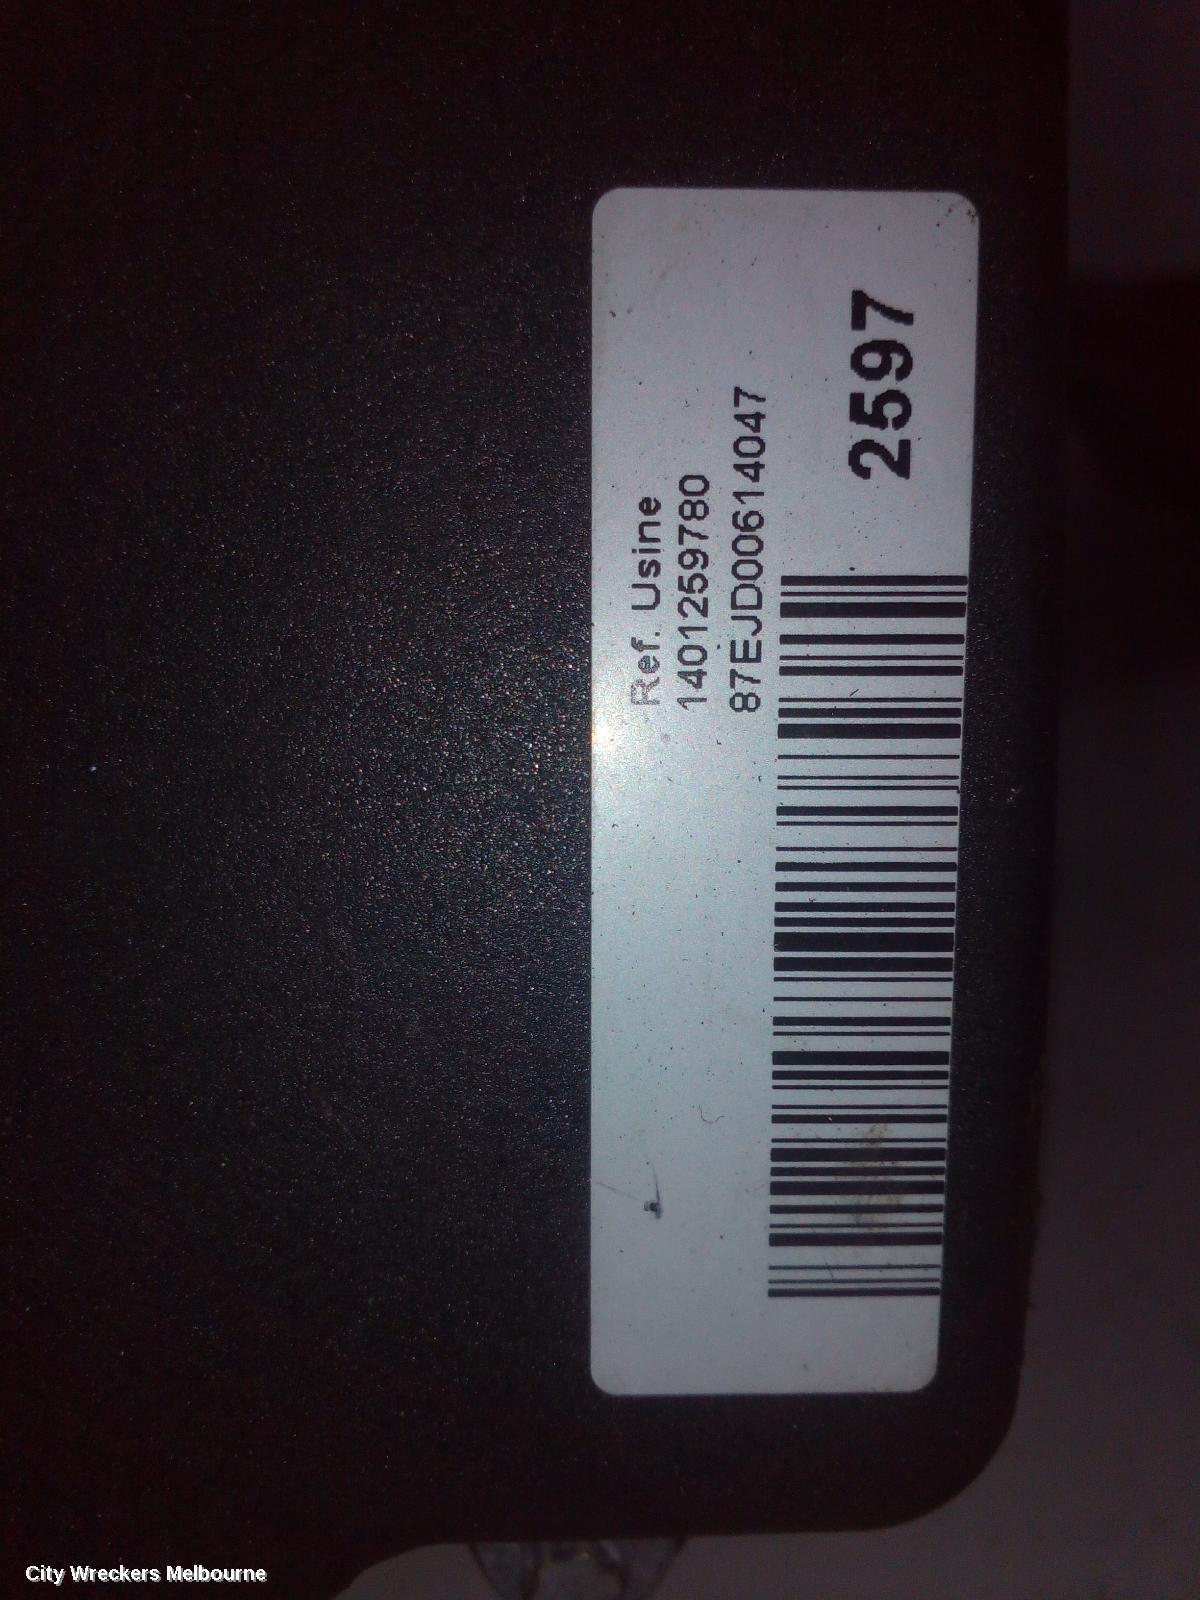 Ref. Usine
1401259780
87EJD00614047
2597
City Wreckers Melbourne